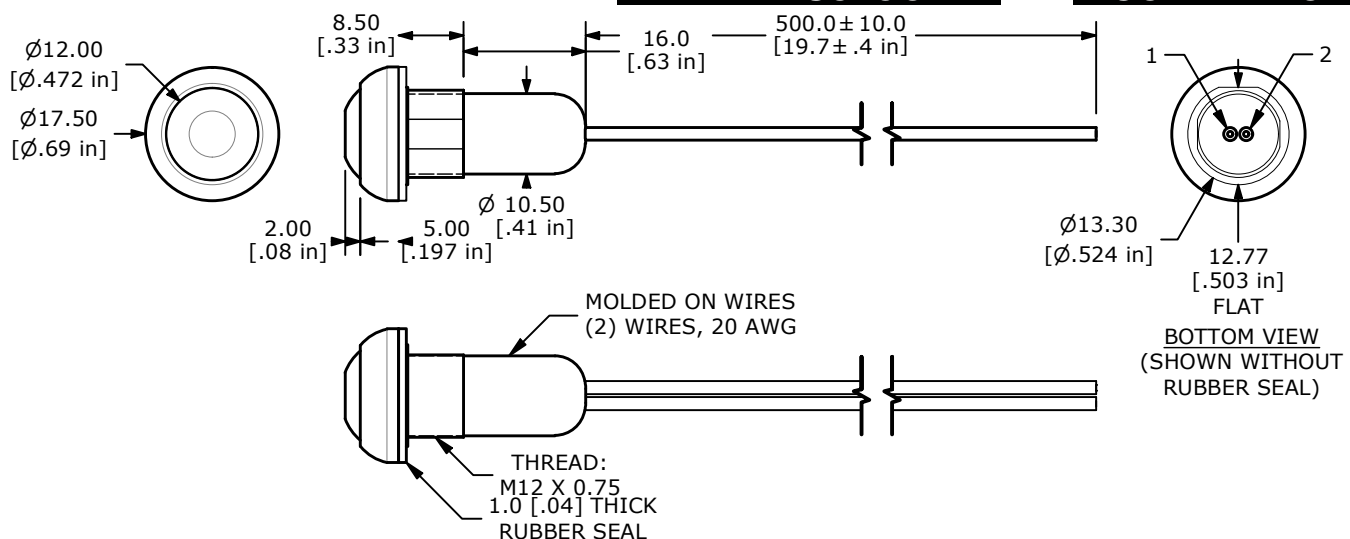 Ø12.00
[Ø.472 in]
Ø17.50
[Ø.69 in]
8.50
[.33 in]
16.0
[.63 in]
500.0±10.0
[19.7±.4 in]
1
2
2.00
[.08 in]
5.00
[.197 in]
Ø 10.50
[.41 in]
Ø13.30
[Ø.524 in]
12.77
[.503 in]
FLAT
BOTTOM VIEW
(SHOWN WITHOUT
RUBBER SEAL)
MOLDED ON WIRES
(2) WIRES, 20 AWG
THREAD:
M12 X 0.75
1.0 [.04] THICK
RUBBER SEAL